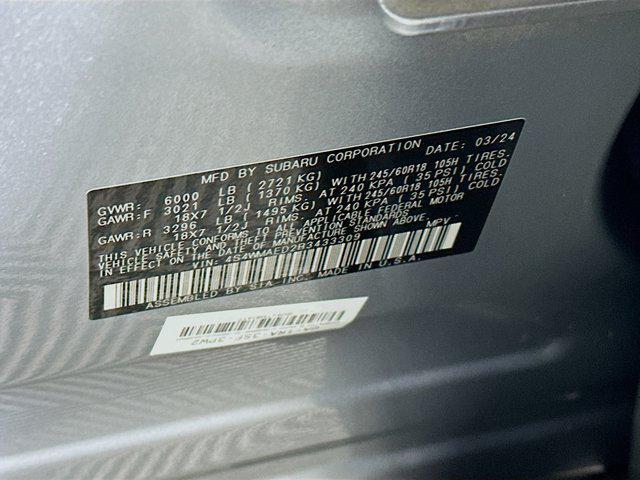 MFD BY SUBARU CORPORATION DATE: 03/24
GVWR: 6000 LB (2721 KG)
GAWR:F 3021 LB (1370 KG) WITH 245/60R18 105H TIRES.
18X7 1/2J RIMS. AT 240 KPA (35 PSI) COLD
GAWR:R 3296 LB (1495 KG) WITH 245/60R18 105H TIRES.
18X7 1/2J RIMS. AT 240 KPA (35 PSI) COLD
THIS VEHICLE CONFORMS TO ALL APPLICABLE FEDERAL MOTOR
VEHICLE SAFETY AND THEFT PREVENTION STANDARDS
IN EFFECT ON THE DATE OF MANUFACTURE SHOWN ABOVE.
VIN: 4S4WMAED2R3433309 MPV
ASSEMBLED BY SIA INC. MADE IN U.S.A.